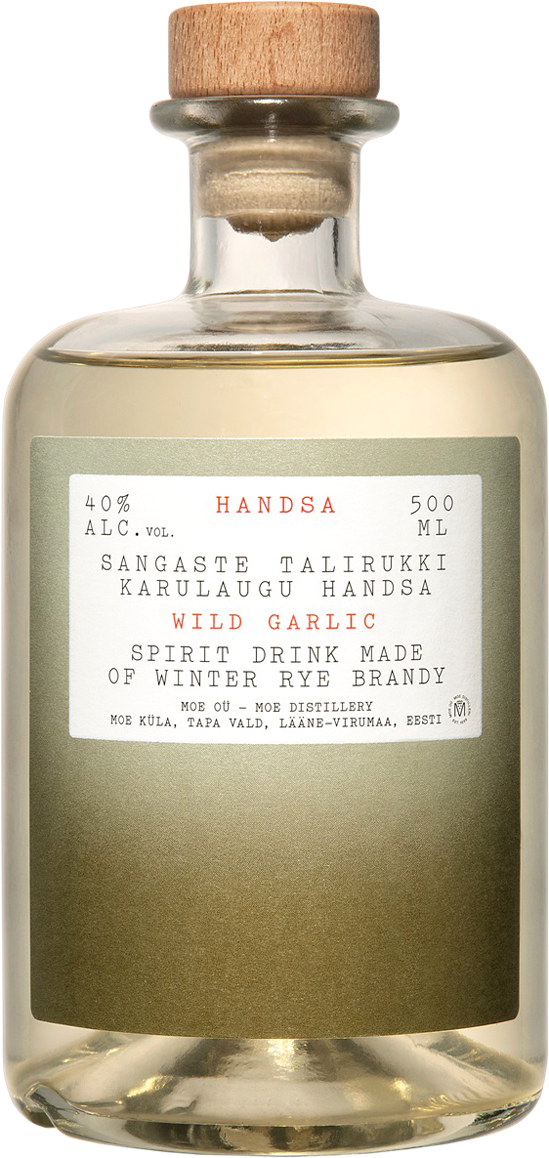 40% HANDSA 500
ALC. VOL. ML
SANGASTE TALIRUKKI
KARULAUGU HANDSA
WILD GARLIC
SPIRIT DRINK MADE
OF WINTER RYE BRANDY
MOE OÜ – MOE DISTILLERY
MOE KÜLA, TAPA VALD, LÄÄNE-VIRUMAA, EESTI